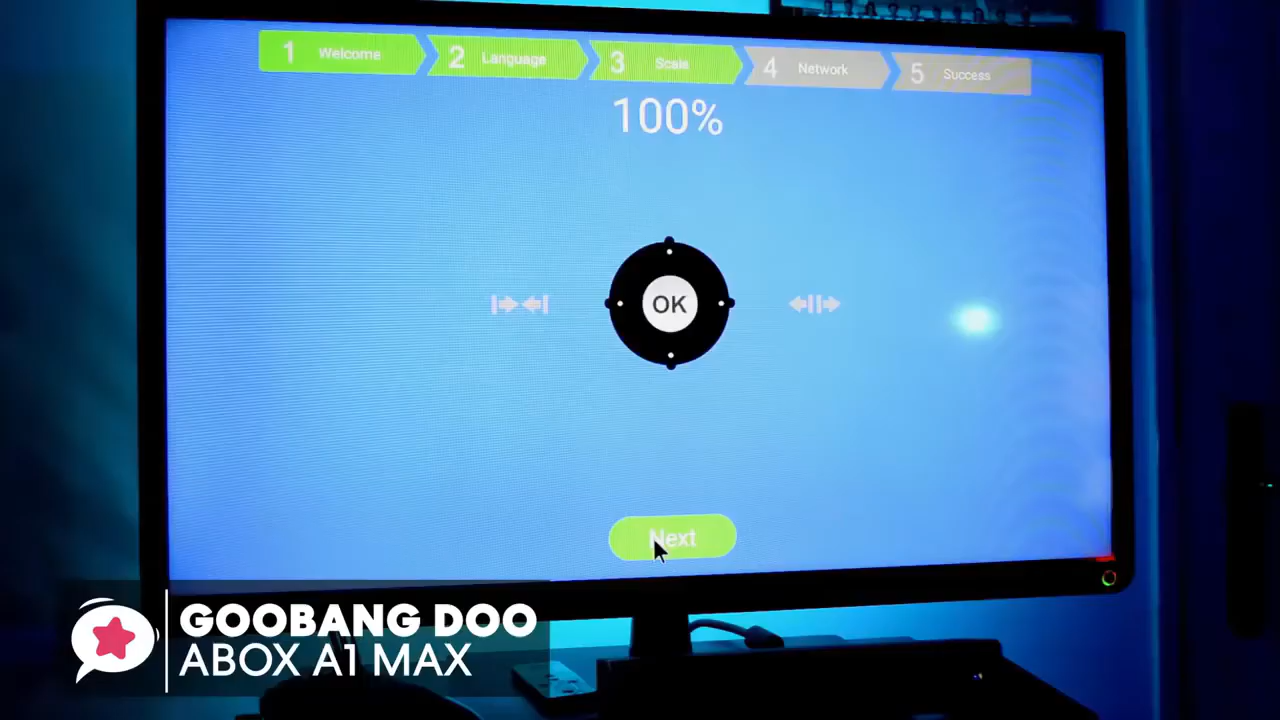 1 Welcome 2 Language 3 Scale 4 Network 5 Success
100%
OK
Next
GOOBANG DOO
ABOX A1 MAX